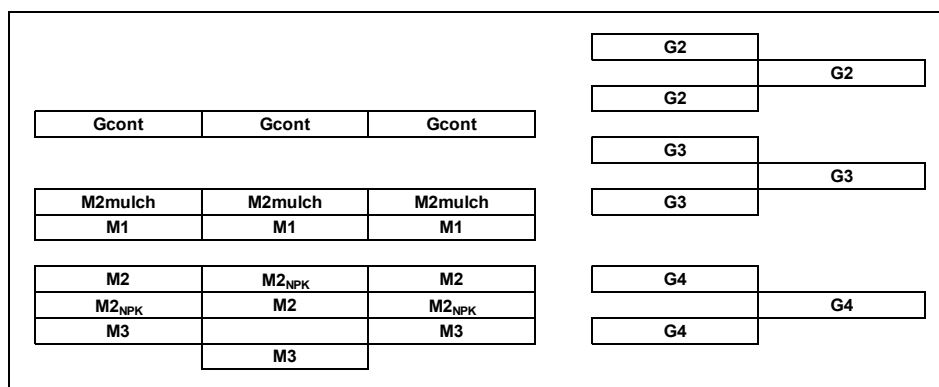 G2
G2
G2
Gcont Gcont Gcont
G3
G3
M2mulch M2mulch M2mulch G3
M1 M1 M1
M2 M2NPK M2 G4
M2NPK M2 M2NPK G4
M3 M3 G4
M3